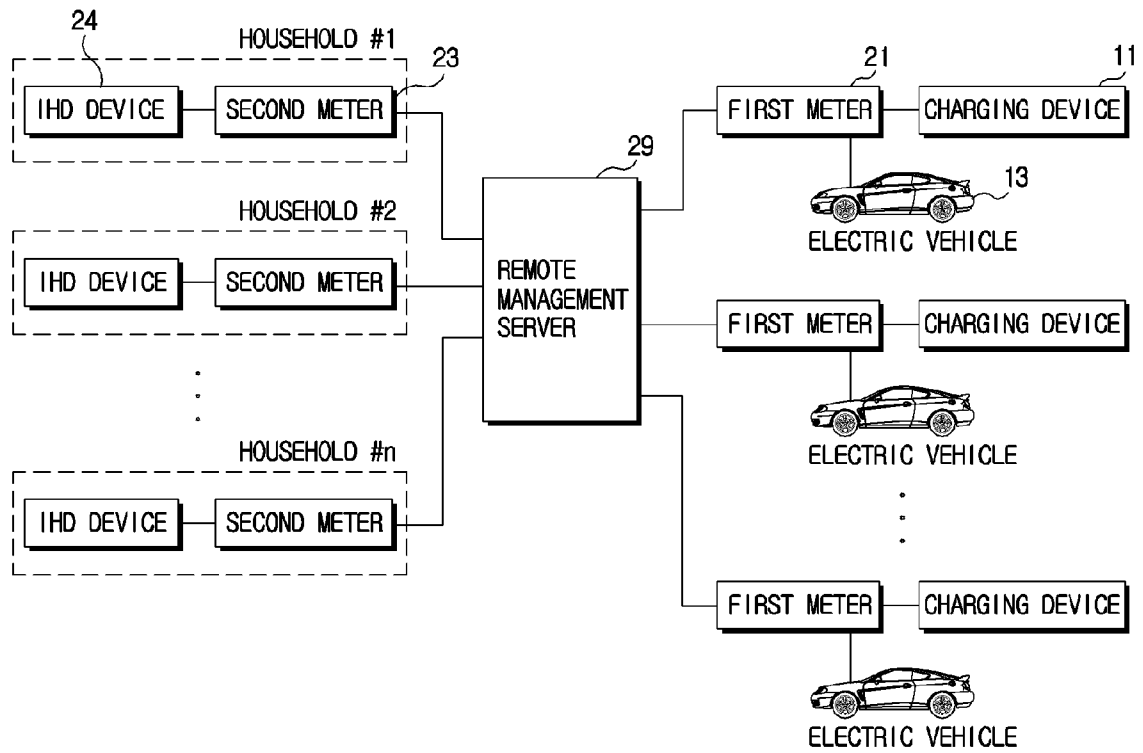 24
HOUSEHOLD #1
23
IHD DEVICE
SECOND METER
HOUSEHOLD #2
IHD DEVICE
SECOND METER
HOUSEHOLD #n
IHD DEVICE
SECOND METER
29
REMOTE
MANAGEMENT
SERVER
21
11
FIRST METER
CHARGING DEVICE
13
ELECTRIC VEHICLE
FIRST METER
CHARGING DEVICE
ELECTRIC VEHICLE
FIRST METER
CHARGING DEVICE
ELECTRIC VEHICLE